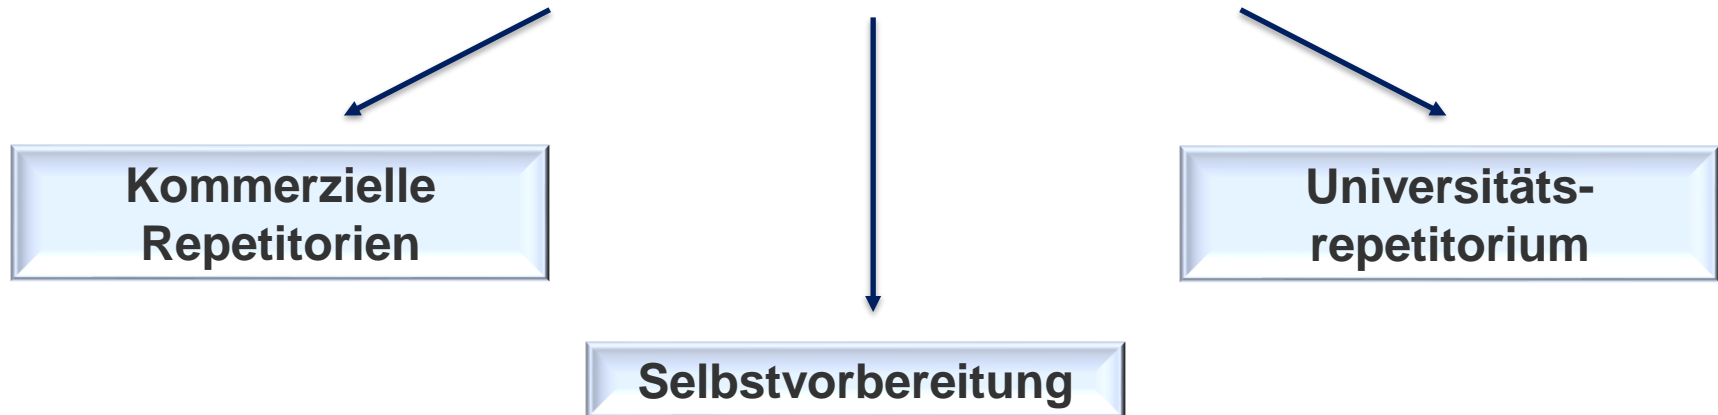 Kommerzielle
Repetitorien
Universitäts-
repetitorium
Selbstvorbereitung